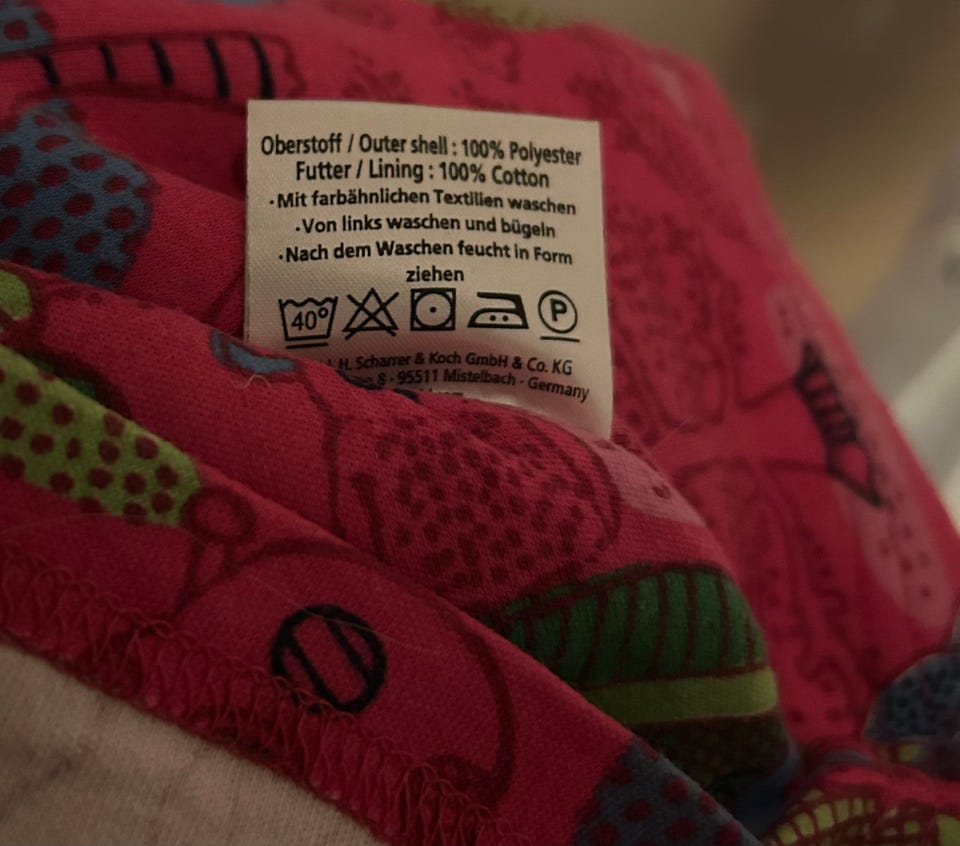 Oberstoff / Outer shell : 100% Polyester
Futter / Lining : 100% Cotton
·Mit farbähnlichen Textilien waschen
·Von links waschen und bügeln
·Nach dem Waschen feucht in Form
ziehen
40° P
H. Scharrer & Koch GmbH & Co. KG
8 · 95511 Mistelbach · Germany